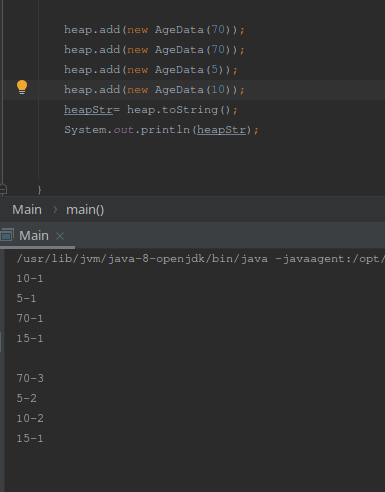 heap.add(new AgeData(70));
heap.add(new AgeData(70));
heap.add(new AgeData(5));
heap.add(new AgeData(10));
heapStr= heap.toString();
System.out.println(heapStr);
}
Main > main()
Main ×
/usr/lib/jvm/java-8-openjdk/bin/java -javaagent:/opt/
10-1
5-1
70-1
15-1
70-3
5-2
10-2
15-1